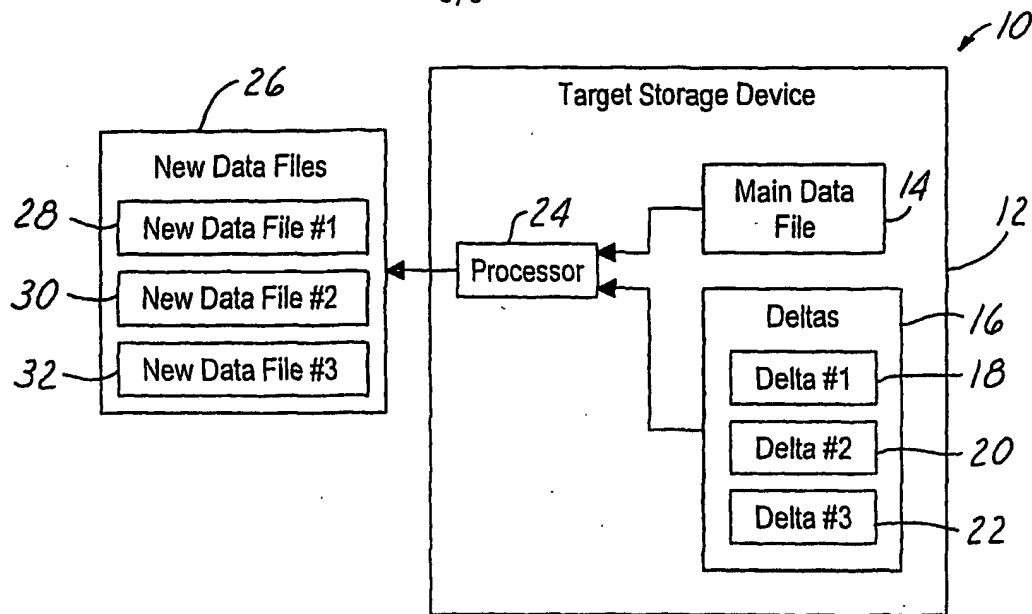 10
26
Target Storage Device
New Data Files
28
New Data File #1
24
Main Data
File
14
12
Processor
30
New Data File #2
Deltas
16
32
New Data File #3
Delta #1
18
Delta #2
20
Delta #3
22